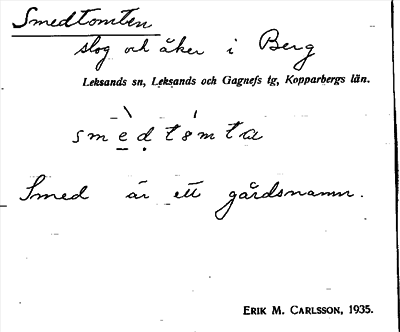 Smedtomten
slog och åker i Berg
Leksands sn, Leksands och Gagnefs tg, Kopparbergs län.
smedtömta
Smed är ett gårdsnamn.
ERIK M. CARLSSON, 1935.